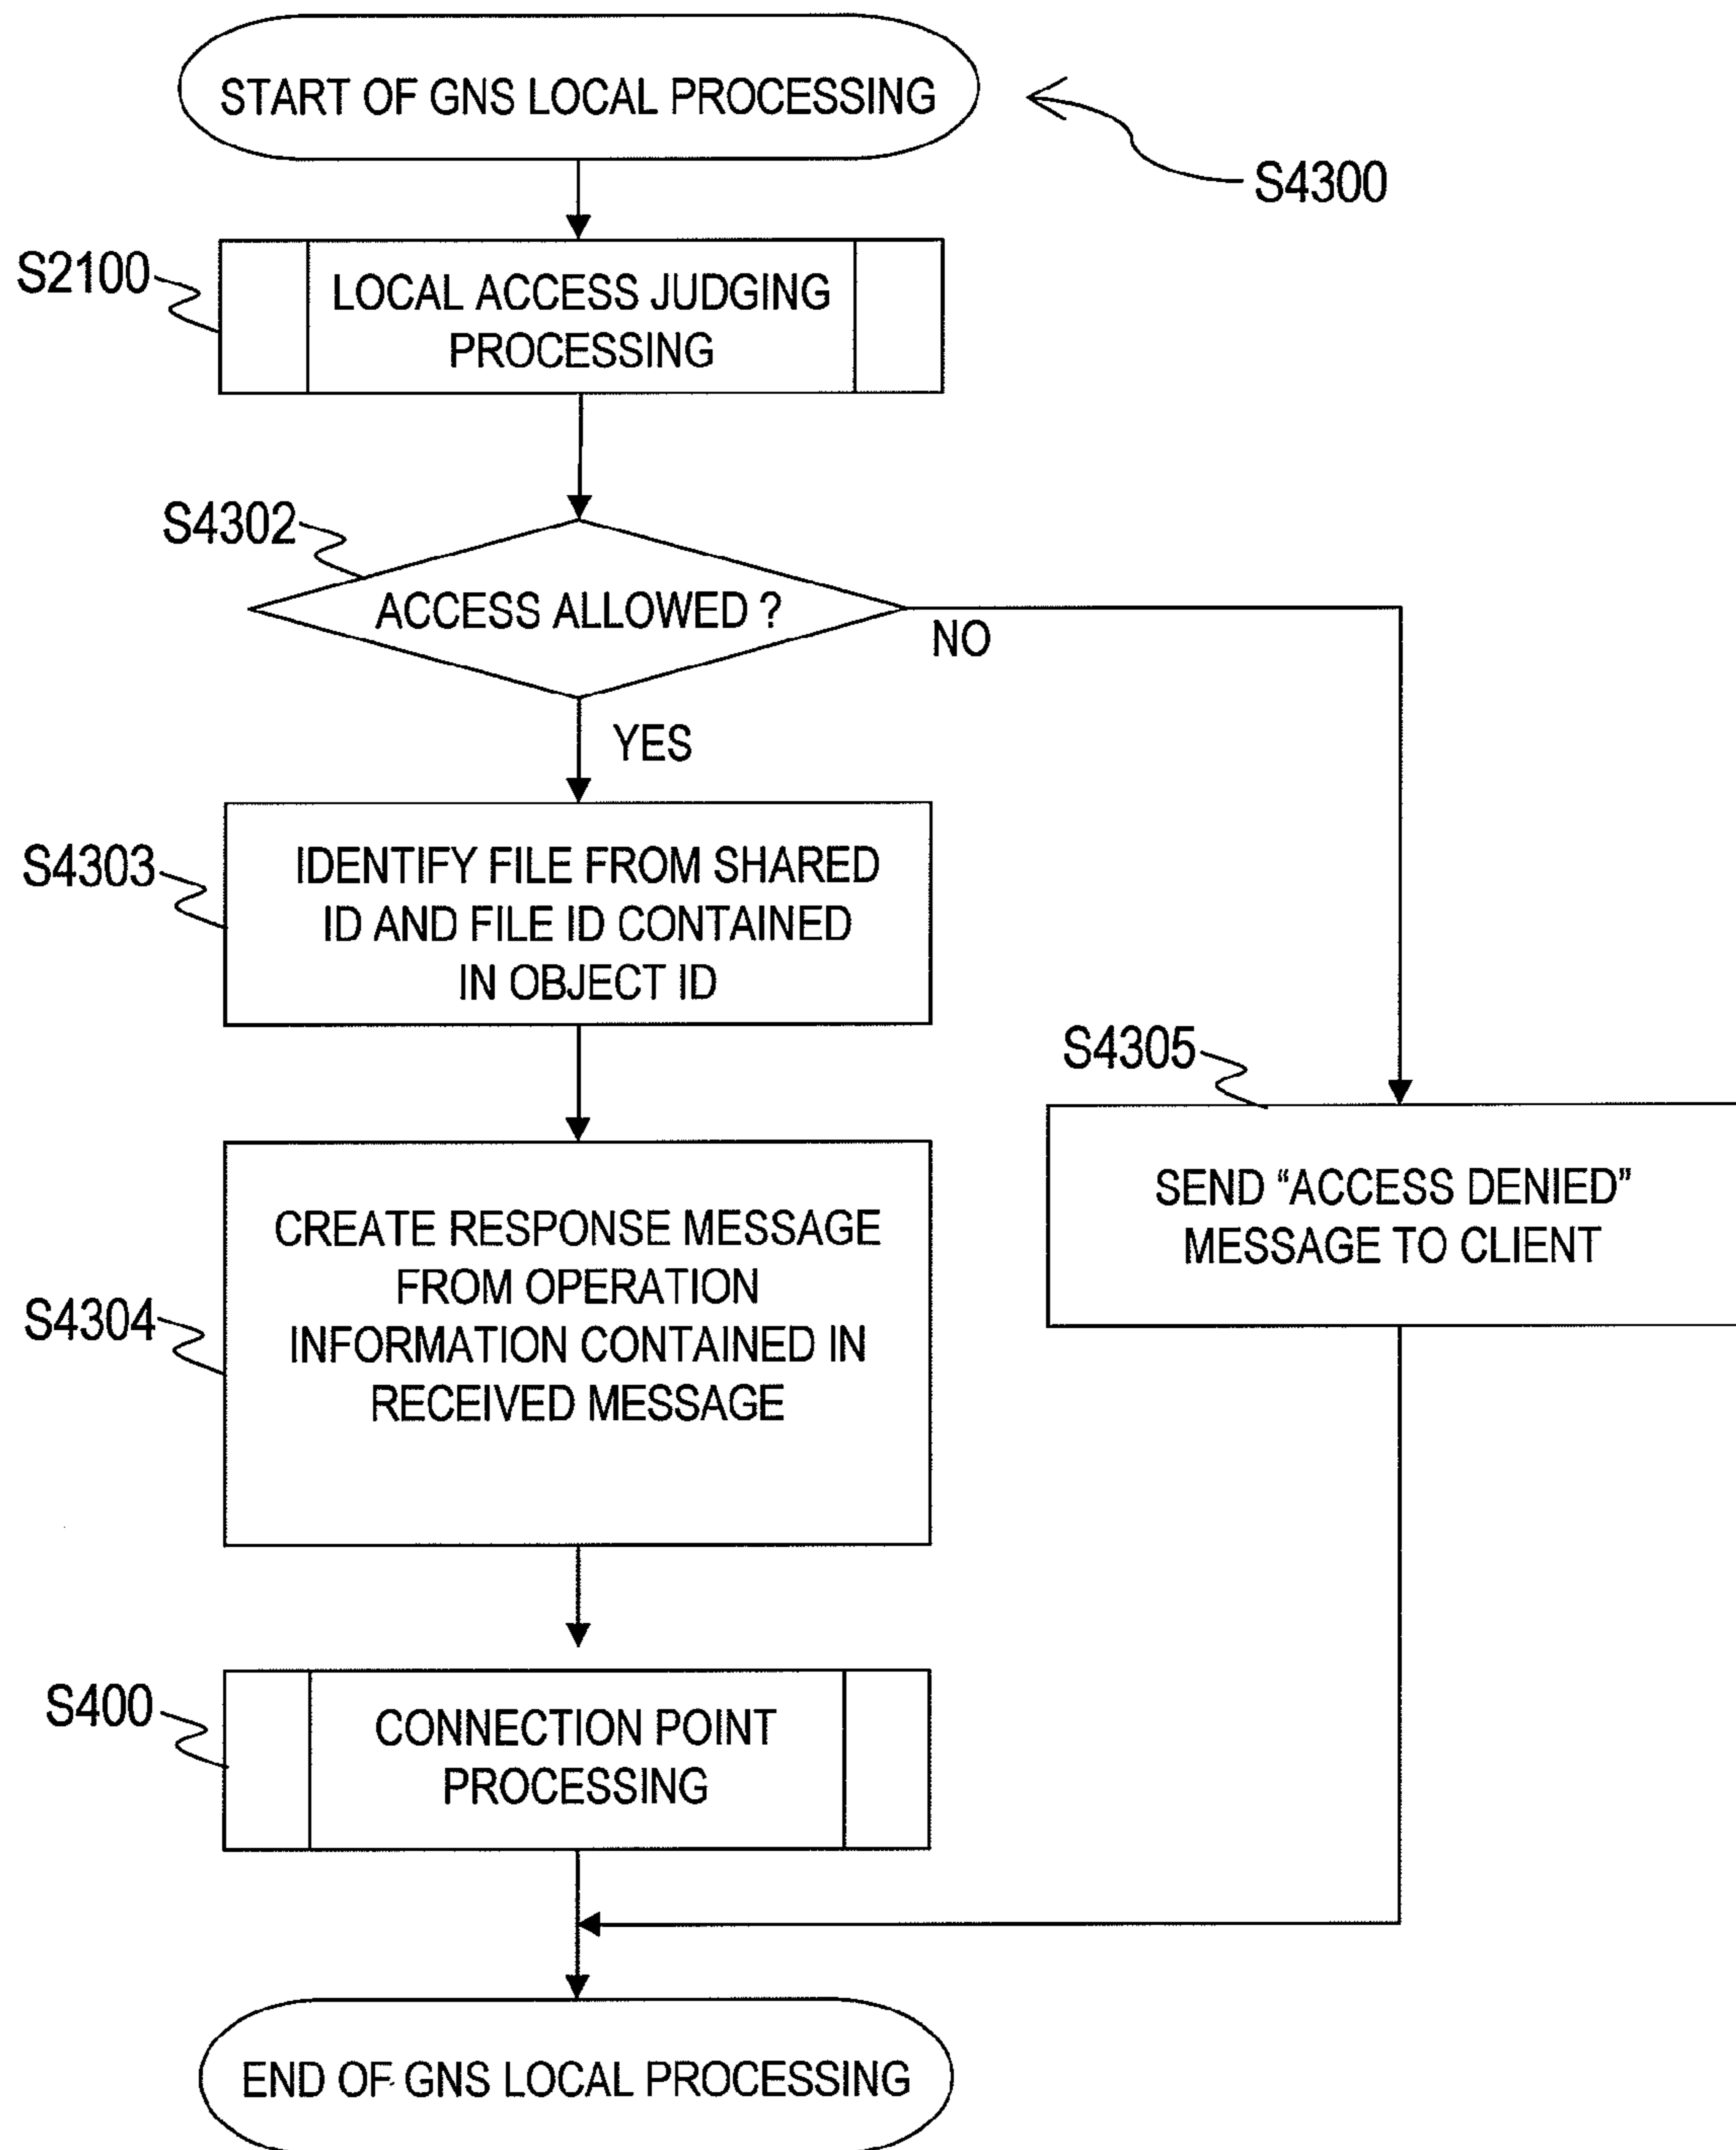 START OF GNS LOCAL PROCESSING
S4300
S2100
LOCAL ACCESS JUDGING
PROCESSING
S4302
ACCESS ALLOWED ?
NO
YES
S4303
IDENTIFY FILE FROM SHARED
ID AND FILE ID CONTAINED
IN OBJECT ID
S4305
SEND “ACCESS DENIED”
MESSAGE TO CLIENT
S4304
CREATE RESPONSE MESSAGE
FROM OPERATION
INFORMATION CONTAINED IN
RECEIVED MESSAGE
S400
CONNECTION POINT
PROCESSING
END OF GNS LOCAL PROCESSING